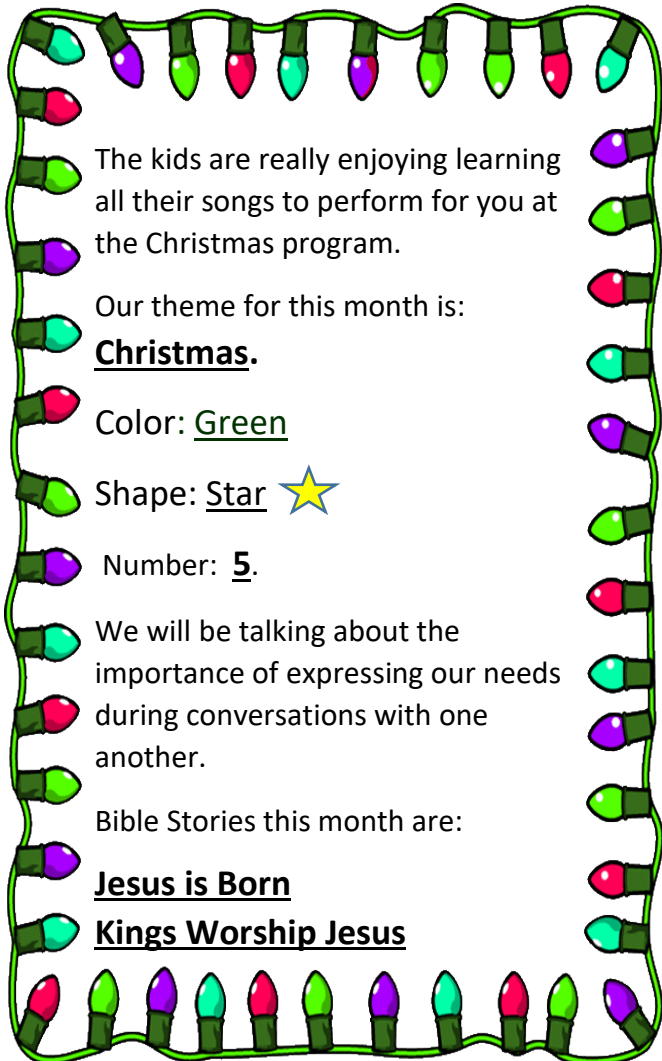 The kids are really enjoying learning
all their songs to perform for you at
the Christmas program.
Our theme for this month is:
Christmas.
Color: Green
Shape: Star
Number: 5.
We will be talking about the
importance of expressing our needs
during conversations with one
another.
Bible Stories this month are:
Jesus is Born
Kings Worship Jesus